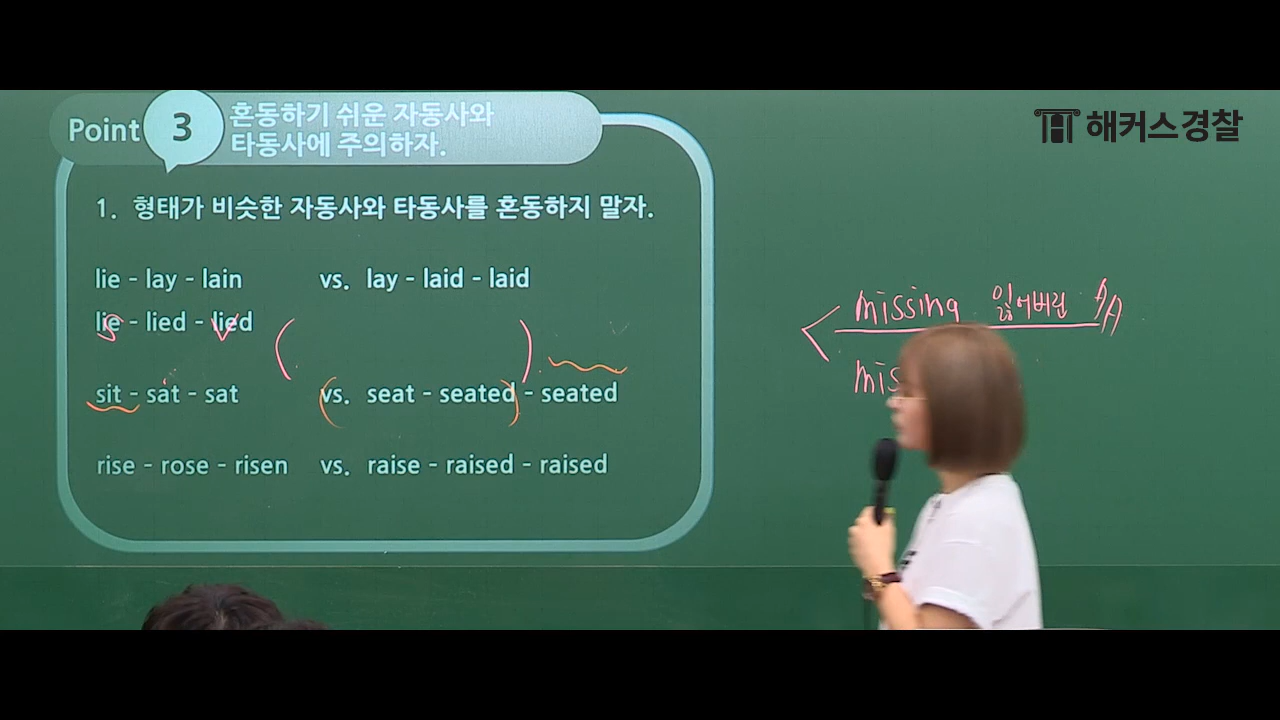 Point 3 혼동하기 쉬운 자동사와
타동사에 주의하자.
해커스경찰
1. 형태가 비슷한 자동사와 타동사를 혼동하지 말자.
lie - lay - lain vs. lay - laid - laid
lie - lied - lied
sit - sat - sat vs. seat - seated - seated
rise - rose - risen vs. raise - raised - raised
missing 잃어버린
mis